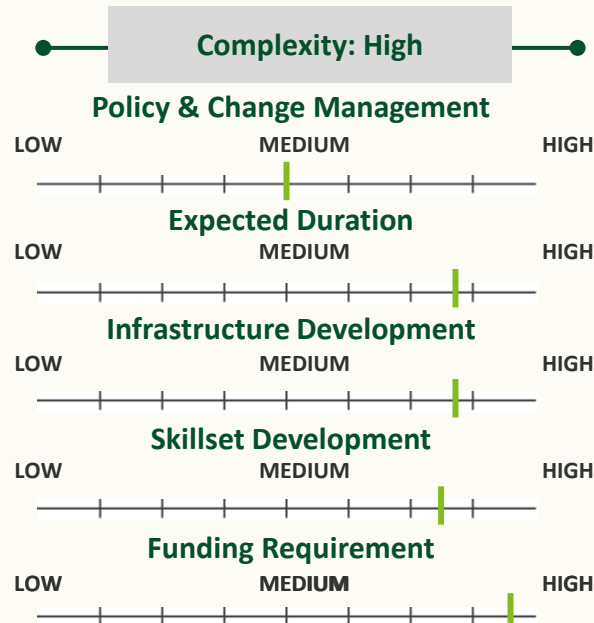 Complexity: High
Policy & Change Management
LOW MEDIUM HIGH
Expected Duration
LOW MEDIUM HIGH
Infrastructure Development
LOW MEDIUM HIGH
Skillset Development
LOW MEDIUM HIGH
Funding Requirement
LOW MEDIUM HIGH